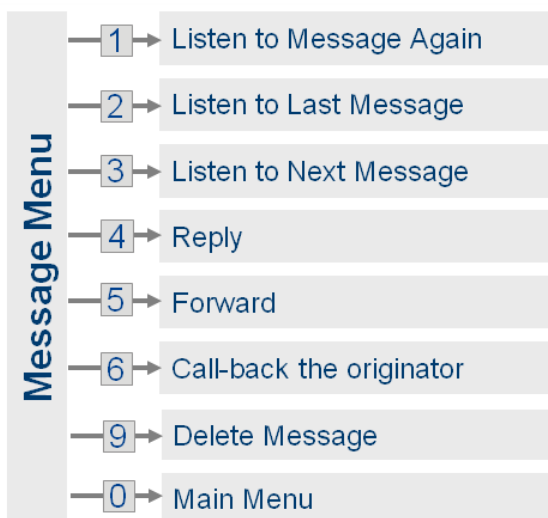 Message Menu
1 Listen to Message Again
2 Listen to Last Message
3 Listen to Next Message
4 Reply
5 Forward
6 Call-back the originator
9 Delete Message
0 Main Menu